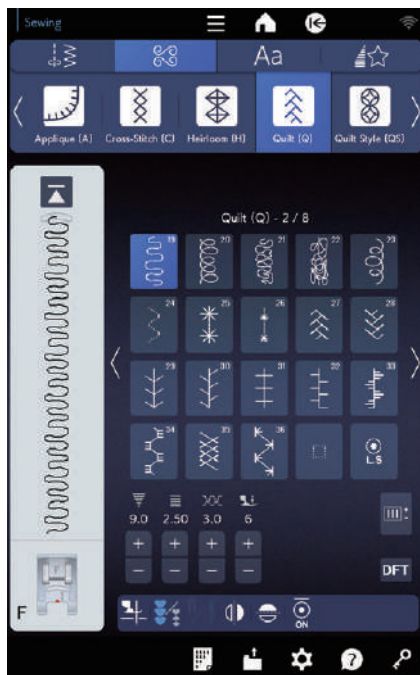 Sewing
Aa
Applique (A) Cross-Stitch (C) Heirloom (H) Quilt (Q) Quilt Style (QS)
Quilt (Q) - 2 / 8
19 20 21 22 23
24 25 26 27 28
29 30 31 32 33
34 35 36 L.S
9.0 2.50 3.0 6
+ + + +
− − − −
DFT
F
ON
?